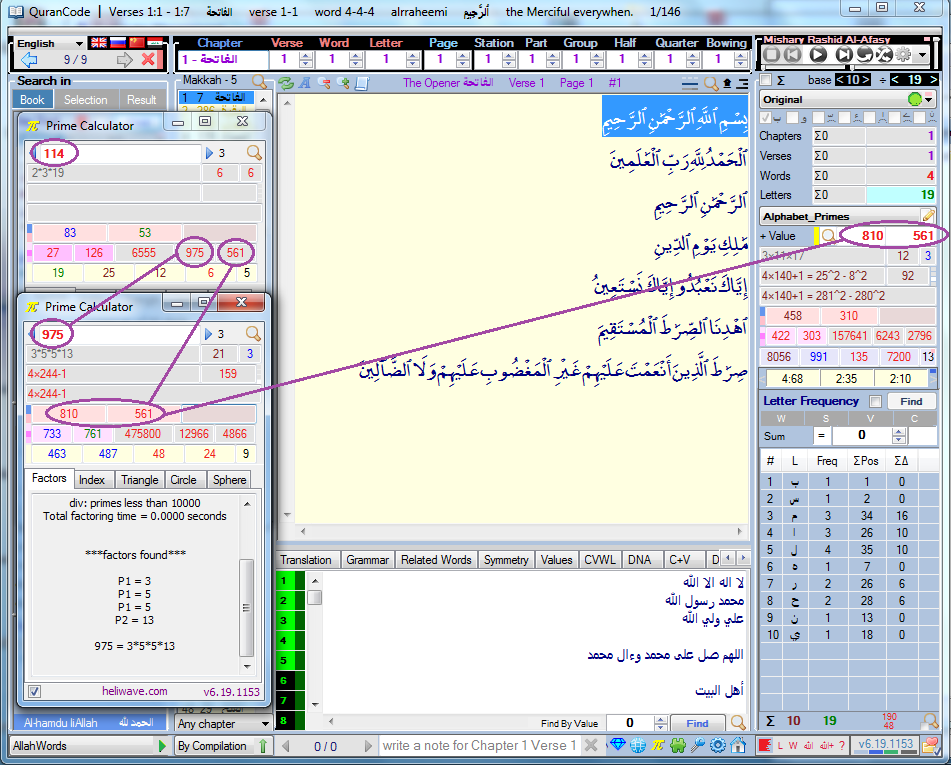 QuranCode | Verses 1:1 - 1:7 الفاتحة verse 1-1 word 4-4-4 alrraheemi ٱلرَّحِيمِ the Merciful everywhen. 1/146
English
9 / 9
Chapter Verse Word Letter Page Station Part Group Half Quarter Bowing
1 - الفاتحة 1 1 1 1 1 1 1 1 1 1
Mishary Rashid Al-Afasy
Search in
Book Selection Result
Makkah - 5
1 7 الفاتحة
The Opener الفاتحة Verse 1 Page 1 #1
Σ base < 10 > ÷ < 19 >
Original
Chapters Σ0 1
Verses Σ0 1
Words Σ0 4
Letters Σ0 19
Alphabet_Primes
+ Value 810 561
3×11×17 12 3
4×140+1 = 25^2 - 8^2 92
4×140+1 = 281^2 - 280^2
458 310
422 303 157641 6243 2796
8056 991 135 7200 13
4:68 2:35 2:10
Letter Frequency Find
W S V C
Sum = 0
# L Freq ΣPos ΣΔ
1 ب 1 1 0
2 س 1 2 0
3 م 3 34 16
4 ا 3 26 10
5 ل 4 35 10
6 ه 1 7 0
7 ر 2 26 6
8 ح 2 28 6
9 ن 1 13 0
10 ي 1 18 0
Σ 10 19 190
48
Prime Calculator
114 3
2*3*19 6 6
83 53
27 126 6555 975 561
19 25 12 6 5
Prime Calculator
975 3
3*5*5*13 21 3
4×244-1 159
4×244-1
810 561
733 761 475800 12966 4866
463 487 48 24 9
Factors Index Triangle Circle Sphere
div: primes less than 10000
Total factoring time = 0.0000 seconds
***factors found***
P1 = 3
P1 = 5
P1 = 5
P2 = 13
975 = 3*5*5*13
heliwave.com v6.19.1153
بِسْمِ ٱللَّهِ ٱلرَّحْمَٰنِ ٱلرَّحِيمِ
ٱلْحَمْدُ لِلَّهِ رَبِّ ٱلْعَٰلَمِينَ
ٱلرَّحْمَٰنِ ٱلرَّحِيمِ
مَٰلِكِ يَوْمِ ٱلدِّينِ
إِيَّاكَ نَعْبُدُ وَإِيَّاكَ نَسْتَعِينُ
ٱهْدِنَا ٱلصِّرَٰطَ ٱلْمُسْتَقِيمَ
صِرَٰطَ ٱلَّذِينَ أَنْعَمْتَ عَلَيْهِمْ غَيْرِ ٱلْمَغْضُوبِ عَلَيْهِمْ وَلَا ٱلضَّآلِّينَ
Translation Grammar Related Words Symmetry Values CVWL DNA C+V D
1
2
3
4
5
6
7
8
لا اله الا الله
محمد رسول الله
علي ولي الله
اللهم صل على محمد وءال محمد
أهل البيت
Al-hamdu liAllah الحمد لله
Any chapter
Find By Value 0 Find
AllahWords By Compilation 0 / 0 write a note for Chapter 1 Verse 1
L W ? v6.19.1153